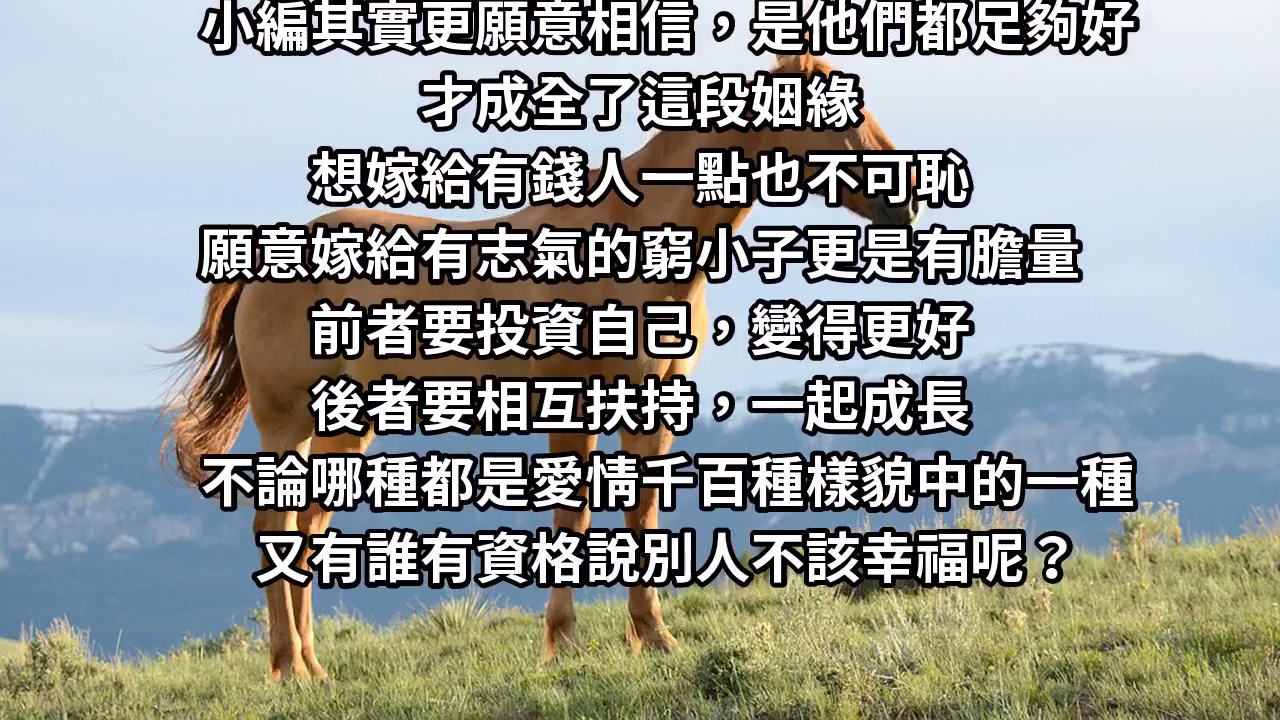 小編其實更願意相信，是他們都足夠好
才成全了這段姻緣
想嫁給有錢人一點也不可恥
願意嫁給有志氣的窮小子更是有膽量
前者要投資自己，變得更好
後者要相互扶持，一起成長
不論哪種都是愛情千百種樣貌中的一種
又有誰有資格說別人不該幸福呢？